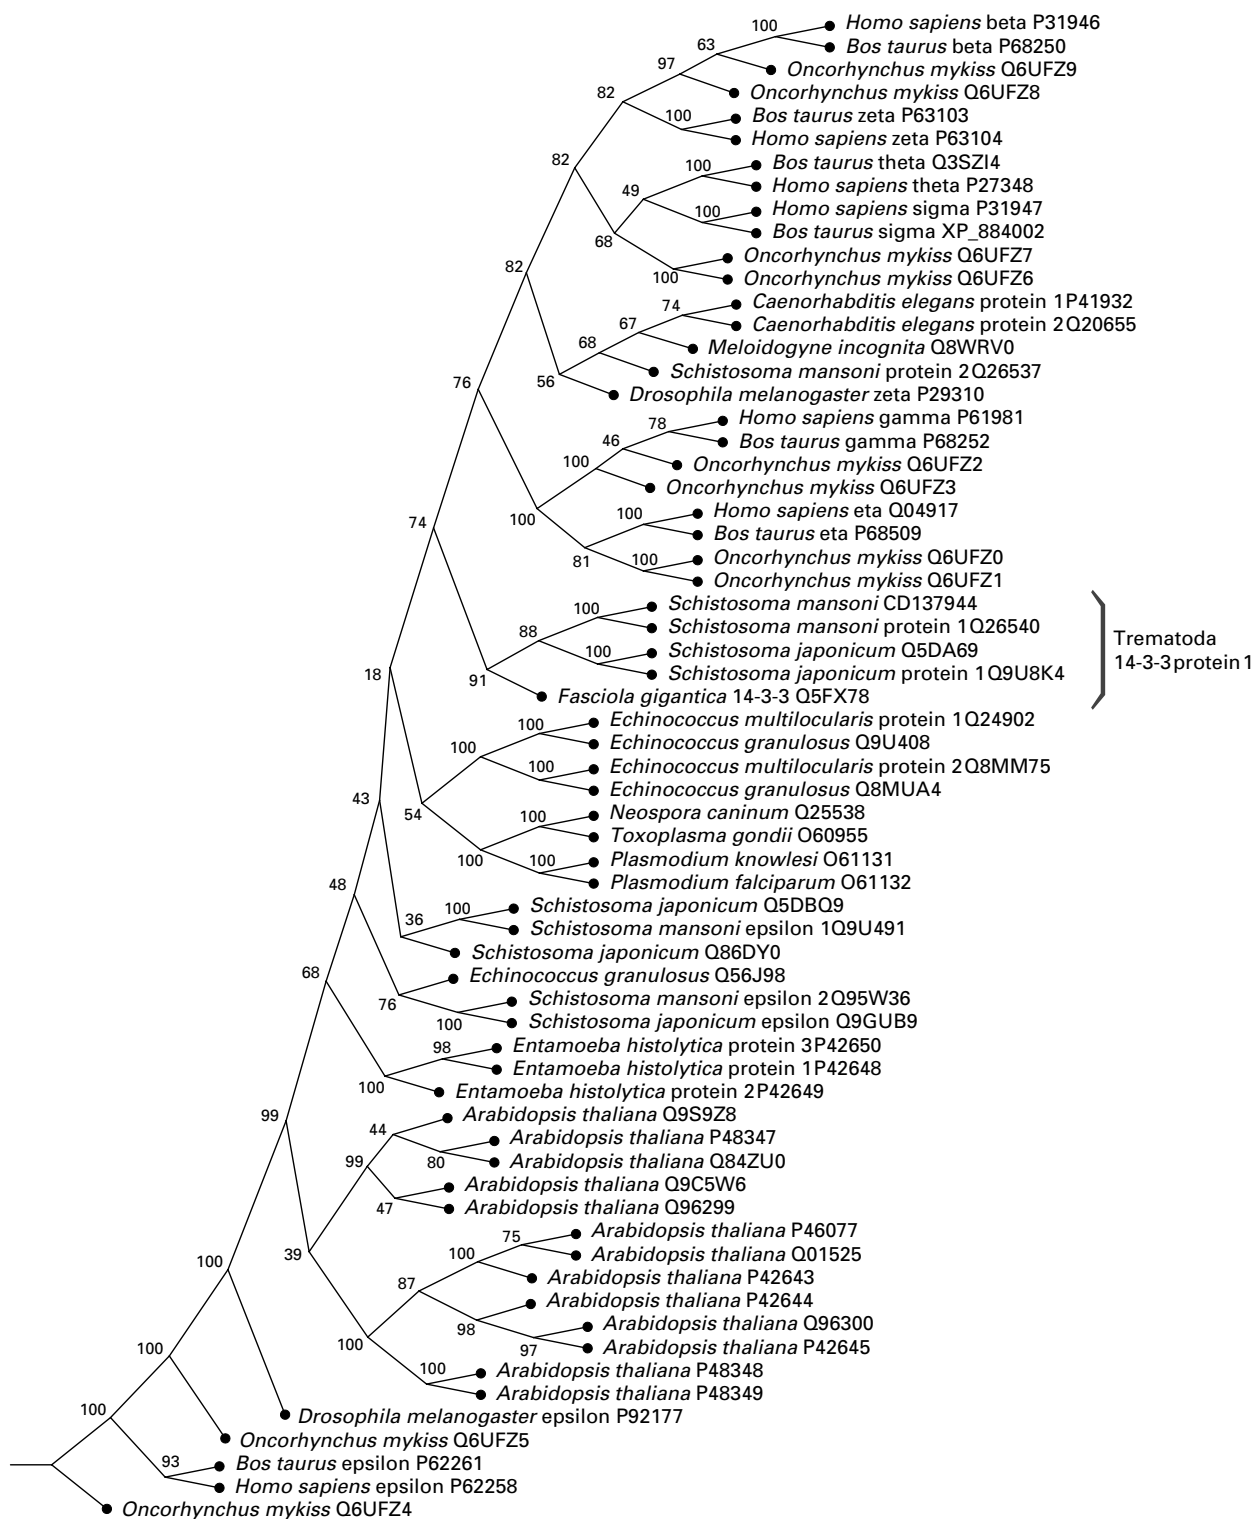 100
Homo sapiens beta P31946
63
Bos taurus beta P68250
97
Oncorhynchus mykiss Q6UFZ9
82
Oncorhynchus mykiss Q6UFZ8
100
Bos taurus zeta P63103
Homo sapiens zeta P63104
82
100
Bos taurus theta Q3SZI4
49
Homo sapiens theta P27348
100
Homo sapiens sigma P31947
68
Bos taurus sigma XP_884002
82
Oncorhynchus mykiss Q6UFZ7
100
Oncorhynchus mykiss Q6UFZ6
74
Caenorhabditis elegans protein 1P41932
67
Caenorhabditis elegans protein 2Q20655
68
Meloidogyne incognita Q8WRV0
56
Schistosoma mansoni protein 2Q26537
76
Drosophila melanogaster zeta P29310
78
Homo sapiens gamma P61981
46
Bos taurus gamma P68252
100
Oncorhynchus mykiss Q6UFZ2
Oncorhynchus mykiss Q6UFZ3
100
100
Homo sapiens eta Q04917
74
Bos taurus eta P68509
81
100
Oncorhynchus mykiss Q6UFZ0
Oncorhynchus mykiss Q6UFZ1
100
Schistosoma mansoni CD137944
88
Schistosoma mansoni protein 1Q26540
Trematoda
14-3-3protein1
100
Schistosoma japonicum Q5DA69
18
91
Schistosoma japonicum protein 1Q9U8K4
Fasciola gigantica 14-3-3 Q5FX78
100
Echinococcus multilocularis protein 1Q24902
100
Echinococcus granulosus Q9U408
100
Echinococcus multilocularis protein 2Q8MM75
43
Echinococcus granulosus Q8MUA4
54
100
Neospora caninum Q25538
Toxoplasma gondii O60955
100
100
Plasmodium knowlesi O61131
48
Plasmodium falciparum O61132
36
100
Schistosoma japonicum Q5DBQ9
Schistosoma mansoni epsilon 1Q9U491
Schistosoma japonicum Q86DY0
68
Echinococcus granulosus Q56J98
76
Schistosoma mansoni epsilon 2Q95W36
100
Schistosoma japonicum epsilon Q9GUB9
98
Entamoeba histolytica protein 3P42650
Entamoeba histolytica protein 1P42648
100
Entamoeba histolytica protein 2P42649
99
Arabidopsis thaliana Q9S9Z8
44
Arabidopsis thaliana P48347
99
80
Arabidopsis thaliana Q84ZU0
Arabidopsis thaliana Q9C5W6
47
Arabidopsis thaliana Q96299
75
Arabidopsis thaliana P46077
39
100
Arabidopsis thaliana Q01525
100
87
Arabidopsis thaliana P42643
Arabidopsis thaliana P42644
98
Arabidopsis thaliana Q96300
100
100
97
Arabidopsis thaliana P42645
100
Arabidopsis thaliana P48348
Arabidopsis thaliana P48349
100
Drosophila melanogaster epsilon P92177
Oncorhynchus mykiss Q6UFZ5
93
Bos taurus epsilon P62261
Homo sapiens epsilon P62258
Oncorhynchus mykiss Q6UFZ4